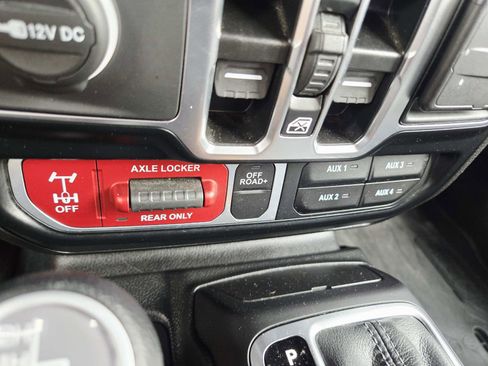 12V DC
AXLE LOCKER
OFF
REAR ONLY
OFF
ROAD+
AUX 1
AUX 3
AUX 2
AUX 4
P